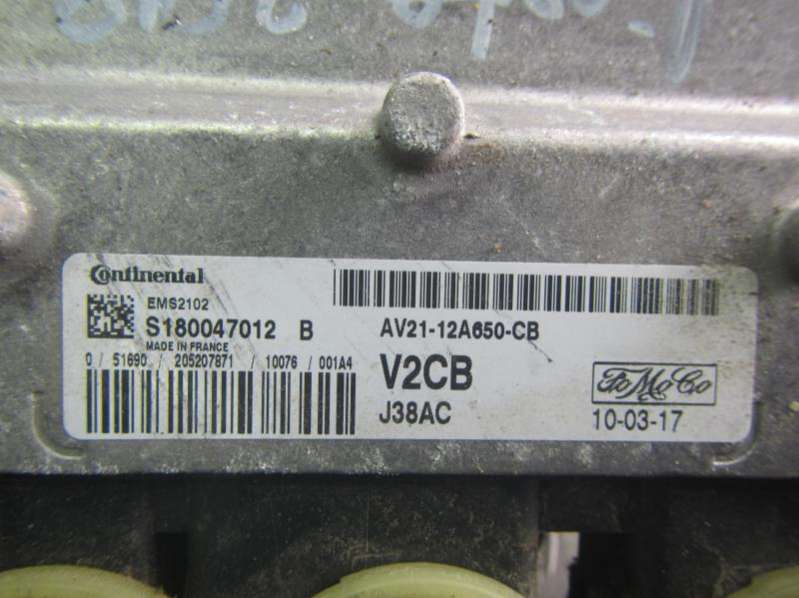 Continental
EMS2102
S180047012 B
MADE IN FRANCE
0 / 51690 / 205207871 / 10076 / 001A4
AV21-12A650-CB
V2CB
J38AC
FoMoCo
10-03-17